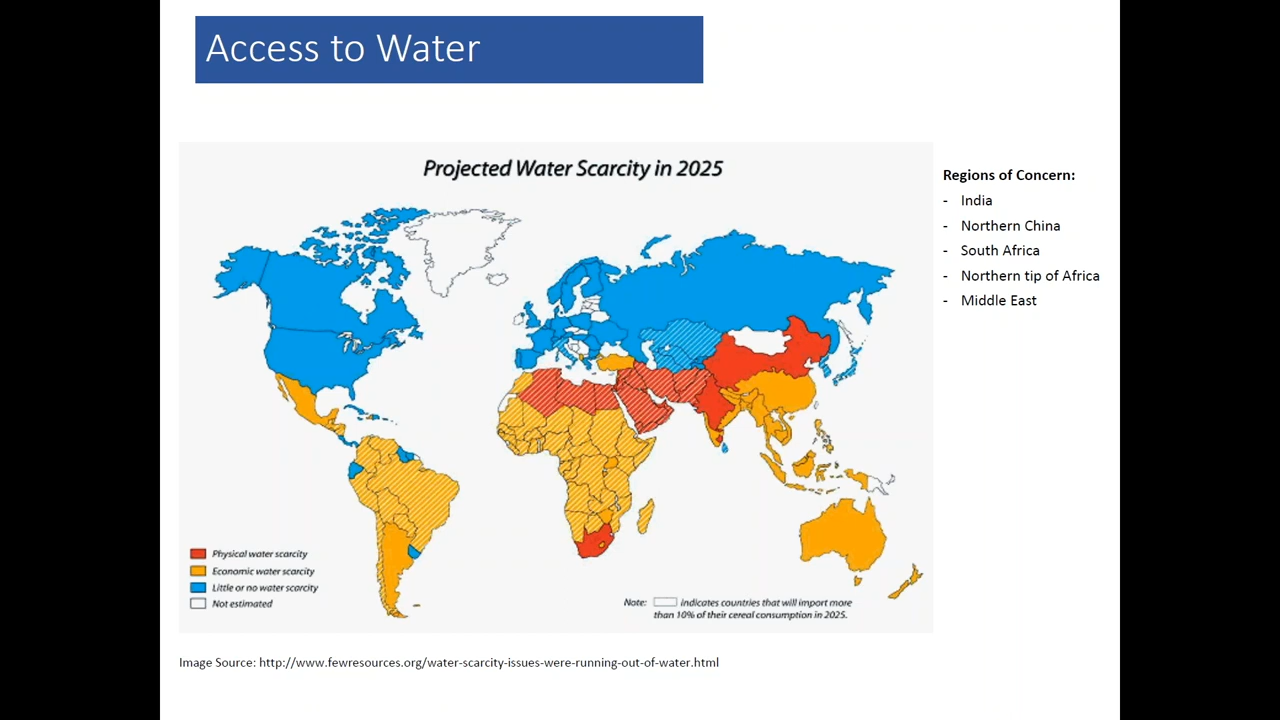 Access to Water
Projected Water Scarcity in 2025
Regions of Concern:
- India
- Northern China
- South Africa
- Northern tip of Africa
- Middle East
Physical water scarcity
Economic water scarcity
Little or no water scarcity
Not estimated
Note: indicates countries that will import more
than 10% of their cereal consumption in 2025.
Image Source: http://www.fewresources.org/water-scarcity-issues-were-running-out-of-water.html